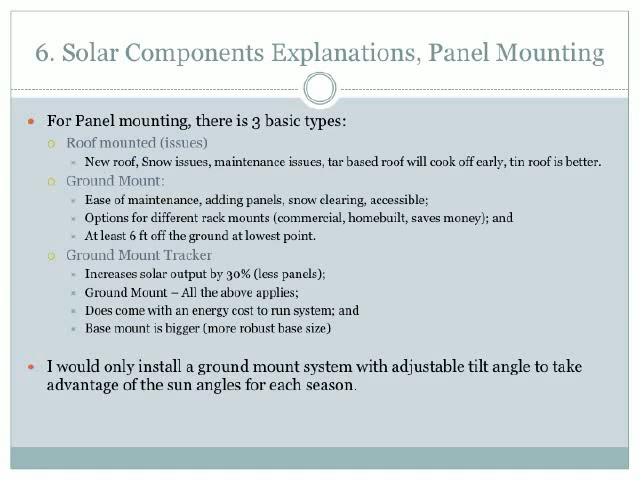 6. Solar Components Explanations, Panel Mounting
For Panel mounting, there is 3 basic types:
Roof mounted (issues)
New roof, Snow issues, maintenance issues, tar based roof will cook off early, tin roof is better.
Ground Mount:
Ease of maintenance, adding panels, snow clearing, accessible;
Options for different rack mounts (commercial, homebuilt, saves money); and
At least 6 ft off the ground at lowest point.
Ground Mount Tracker
Increases solar output by 30% (less panels);
Ground Mount – All the above applies;
Does come with an energy cost to run system; and
Base mount is bigger (more robust base size)
I would only install a ground mount system with adjustable tilt angle to take
advantage of the sun angles for each season.